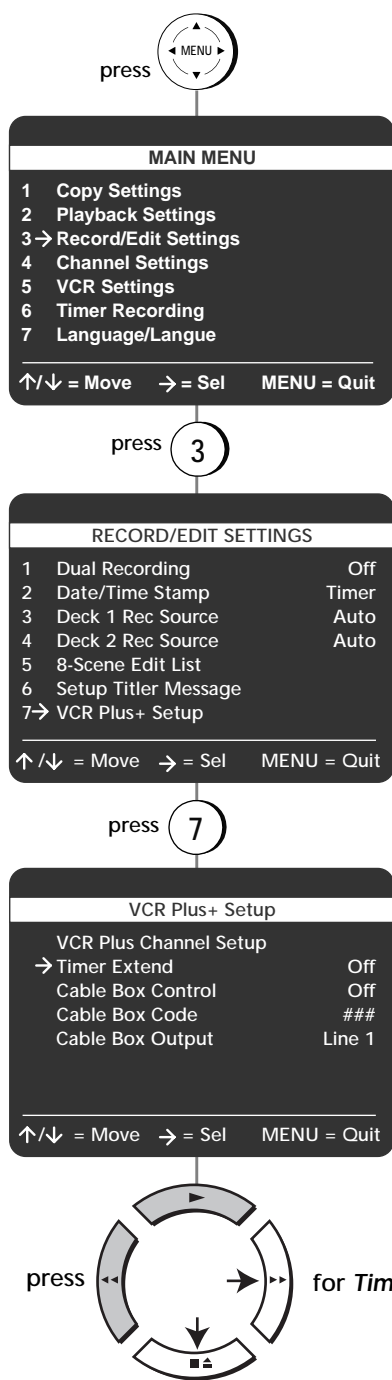 MENU
press
MAIN MENU
1 Copy Settings
2 Playback Settings
3→ Record/Edit Settings
4 Channel Settings
5 VCR Settings
6 Timer Recording
7 Language/Langue
↑/↓ = Move → = Sel MENU = Quit
press 3
RECORD/EDIT SETTINGS
1 Dual Recording Off
2 Date/Time Stamp Timer
3 Deck 1 Rec Source Auto
4 Deck 2 Rec Source Auto
5 8-Scene Edit List
6 Setup Titler Message
7→ VCR Plus+ Setup
↑/↓ = Move → = Sel MENU = Quit
press 7
VCR Plus+ Setup
VCR Plus Channel Setup
→ Timer Extend Off
Cable Box Control Off
Cable Box Code ###
Cable Box Output Line 1
↑/↓ = Move → = Sel MENU = Quit
press for Tim